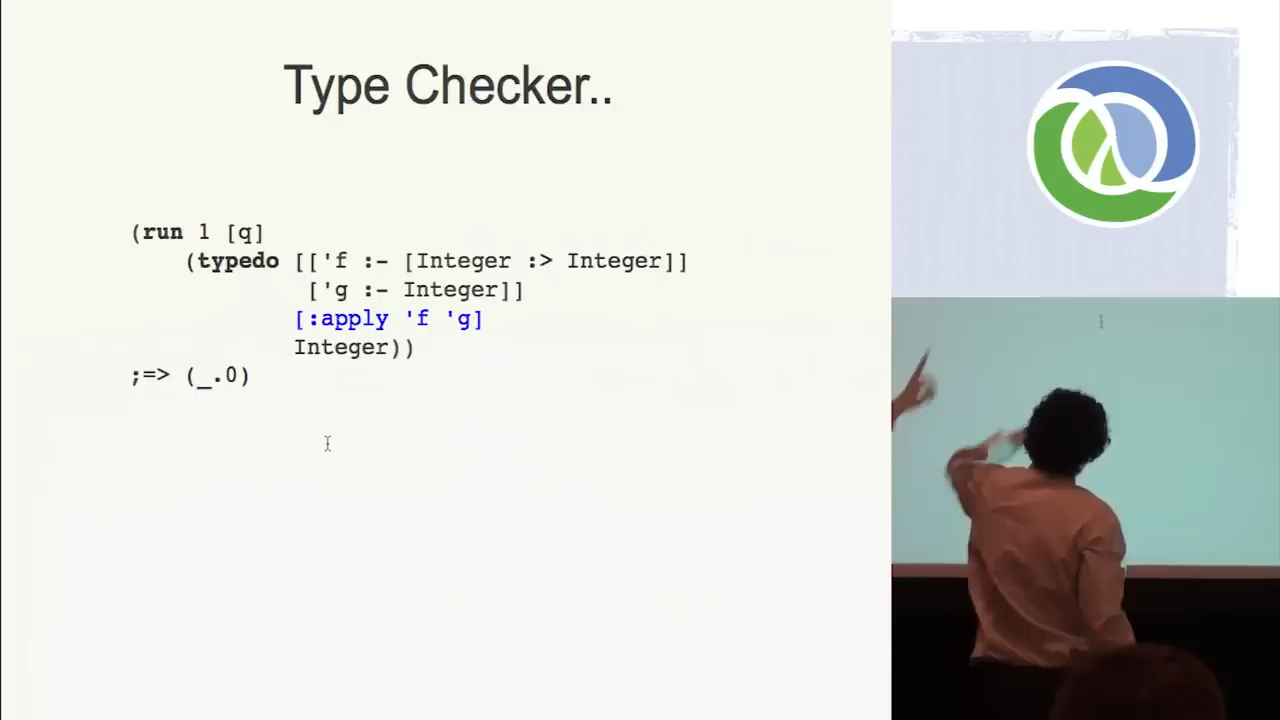 Type Checker..
(run 1 [q]
(typedo [['f :- [Integer :> Integer]]
['g :- Integer]]
[:apply 'f 'g]
Integer))
;=> (_.0)